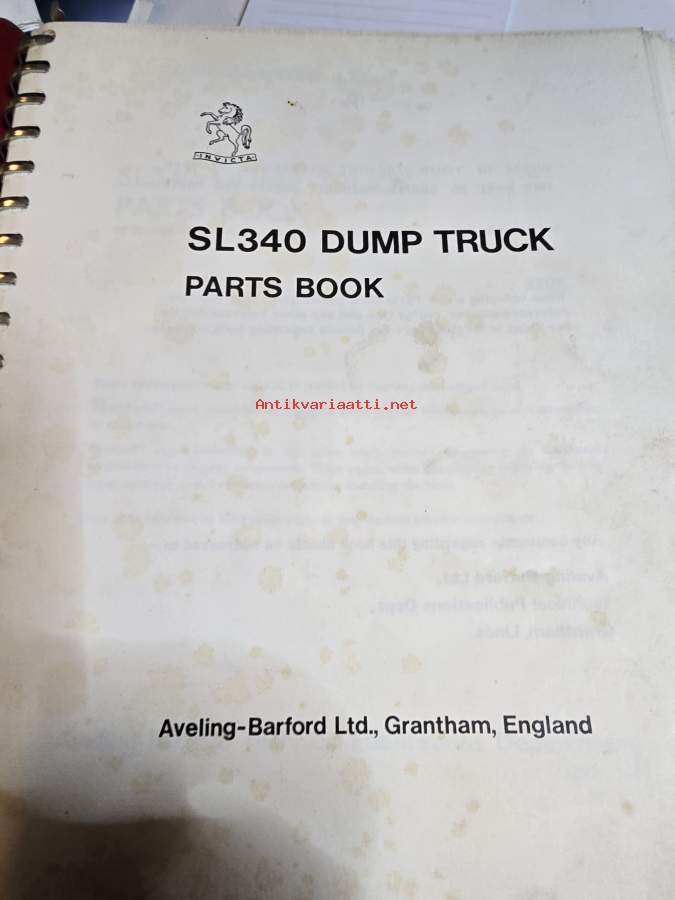 INVICTA
SL340 DUMP TRUCK
PARTS BOOK
Antikvariaatti.net
Aveling-Barford Ltd., Grantham, England